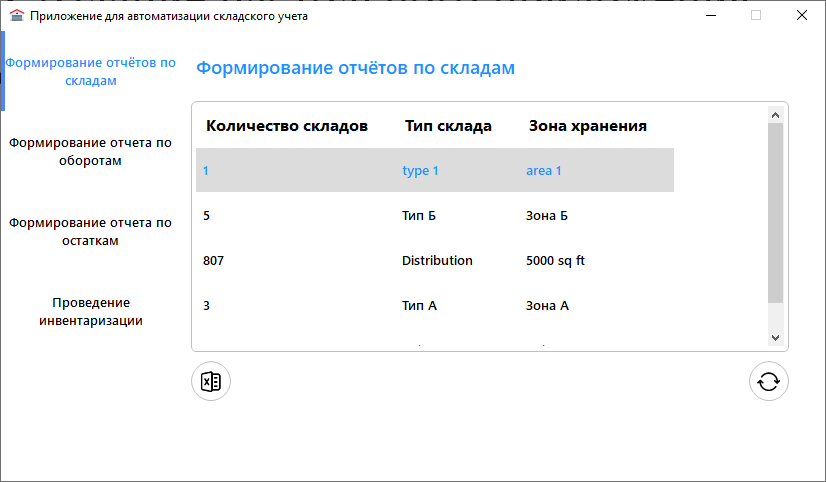 Приложение для автоматизации складского учета
Формирование отчётов по
складам
Формирование отчета по
оборотам
Формирование отчета по
остаткам
Проведение
инвентаризации
Формирование отчётов по складам
Количество складов Тип склада Зона хранения
1 type 1 area 1
5 Тип Б Зона Б
807 Distribution 5000 sq ft
3 Тип А Зона А